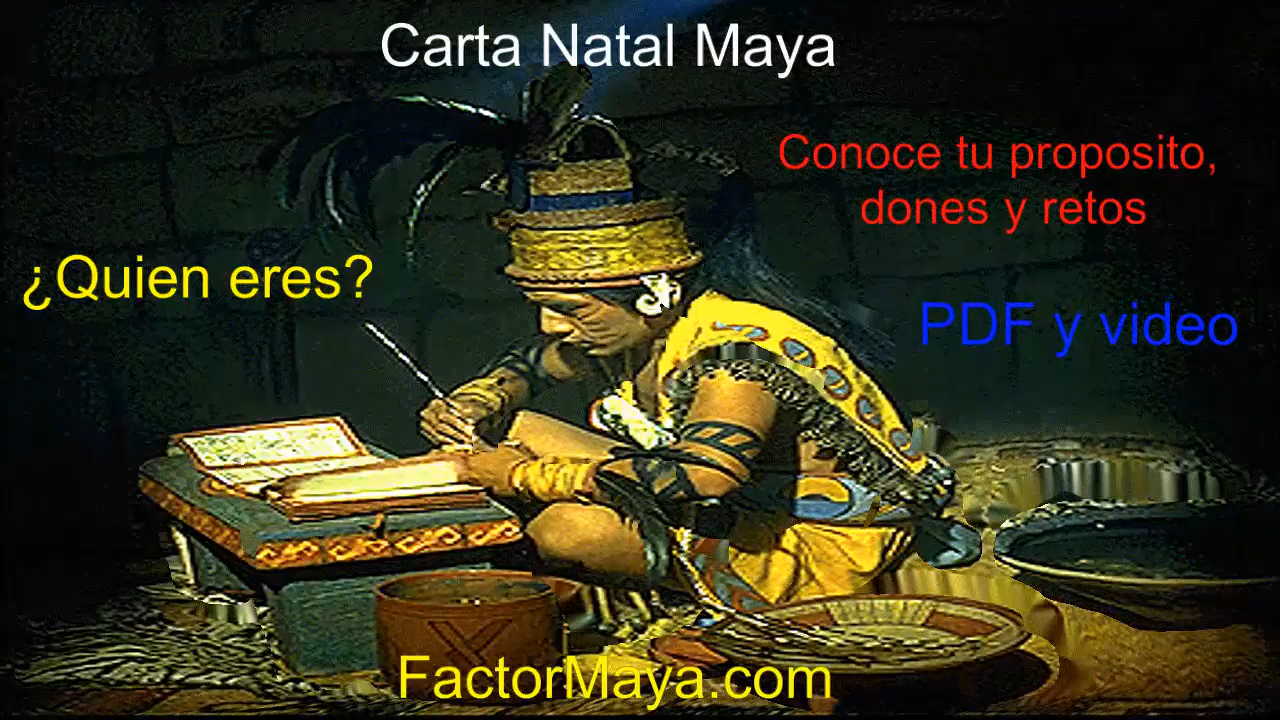 Carta Natal Maya
Conoce tu proposito,
dones y retos
¿Quien eres?
PDF y video
FactorMaya.com